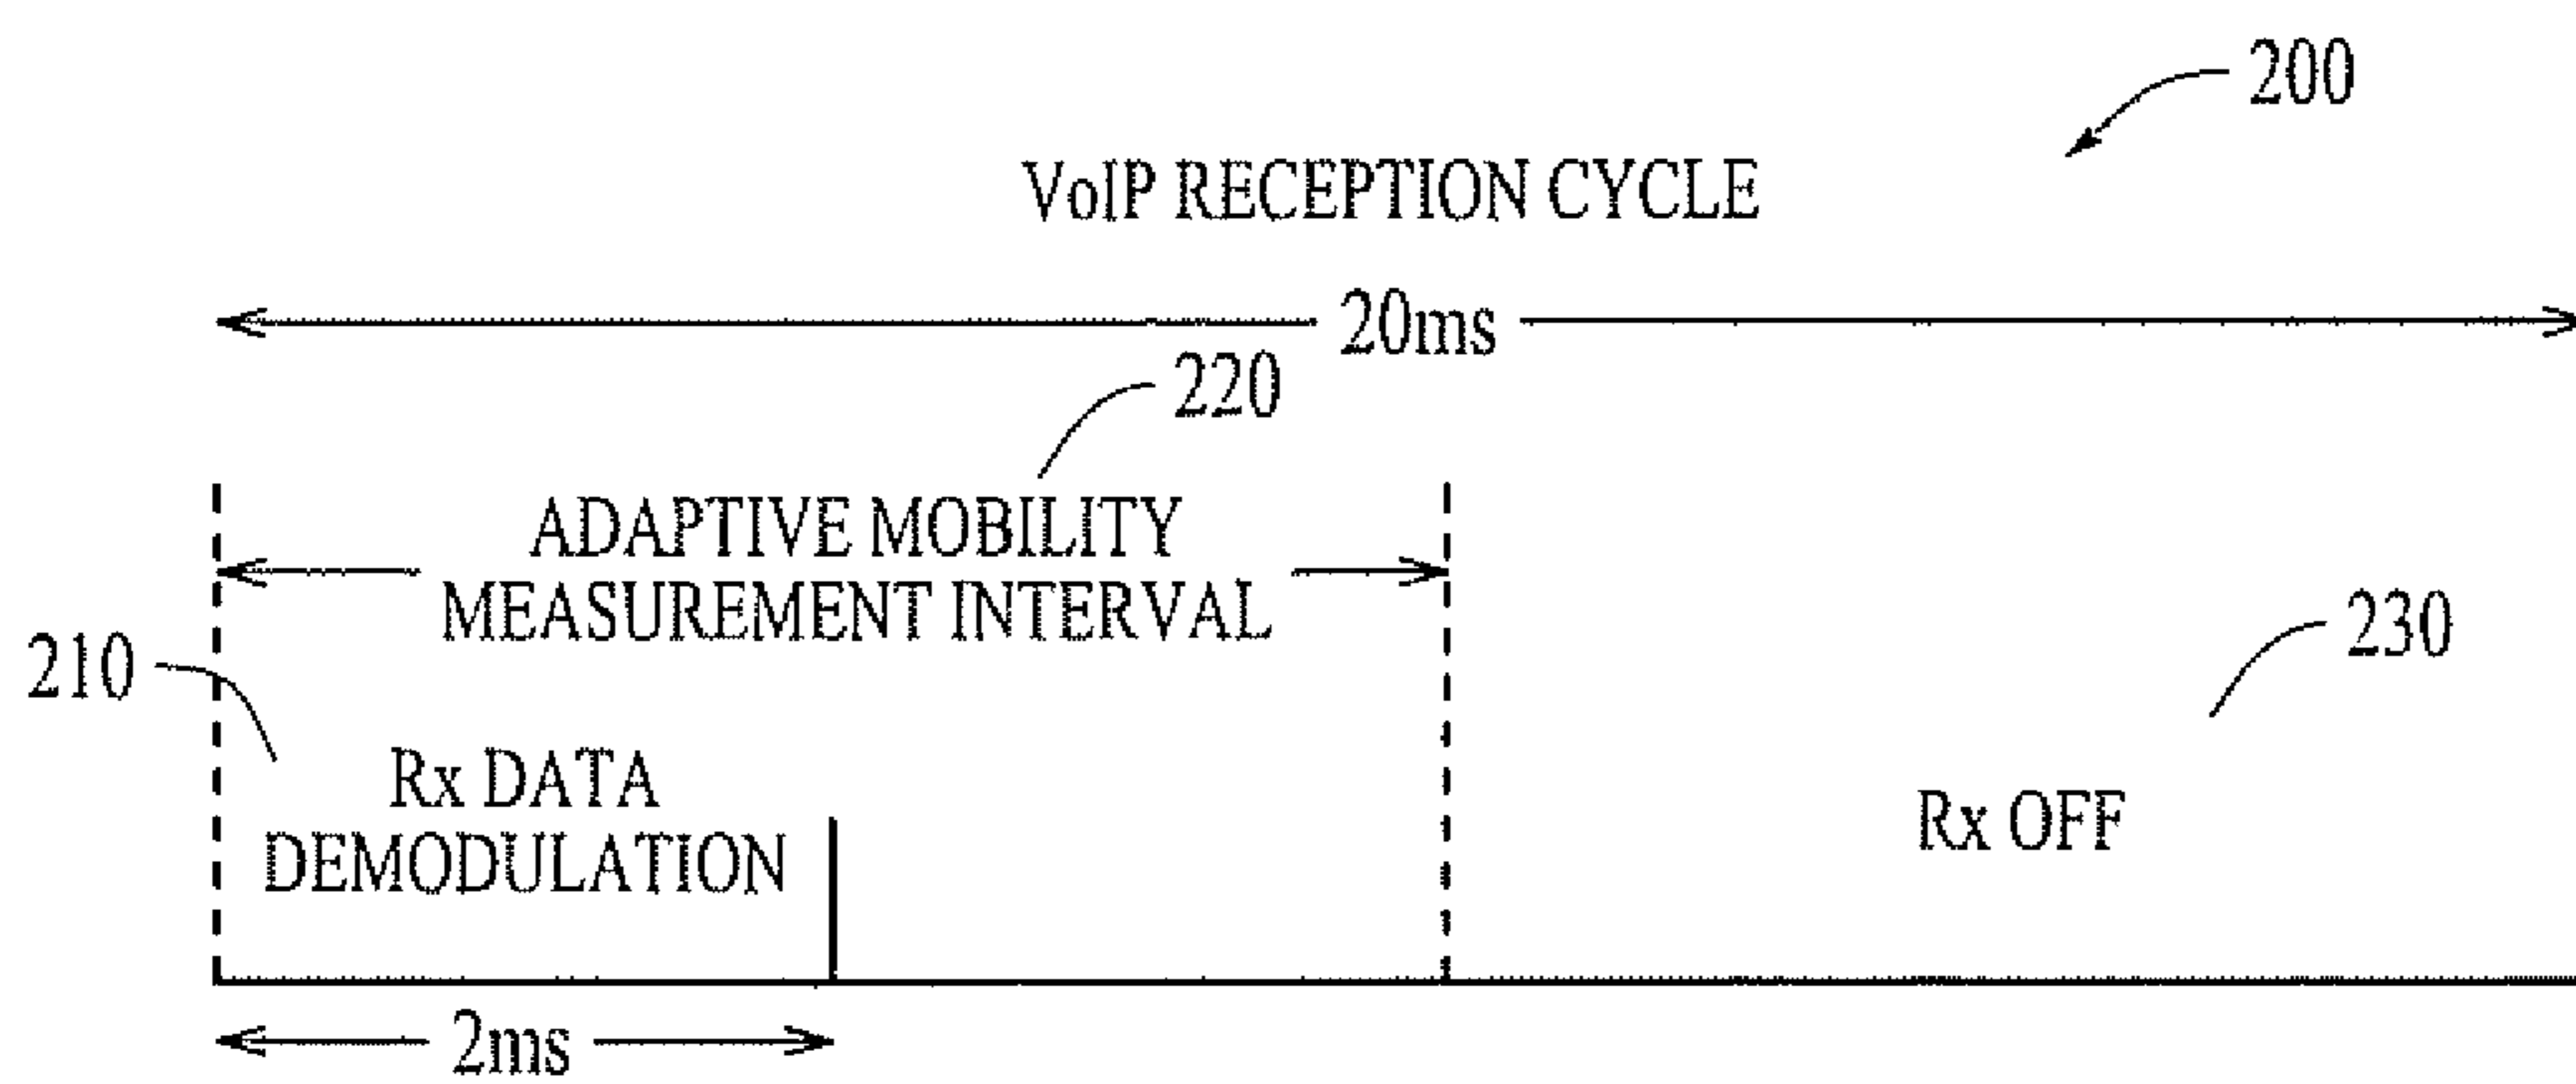 200
VoIP RECEPTION CYCLE
20ms
220
ADAPTIVE MOBILITY
MEASUREMENT INTERVAL
210
230
Rx DATA
DEMODULATION
Rx OFF
2ms